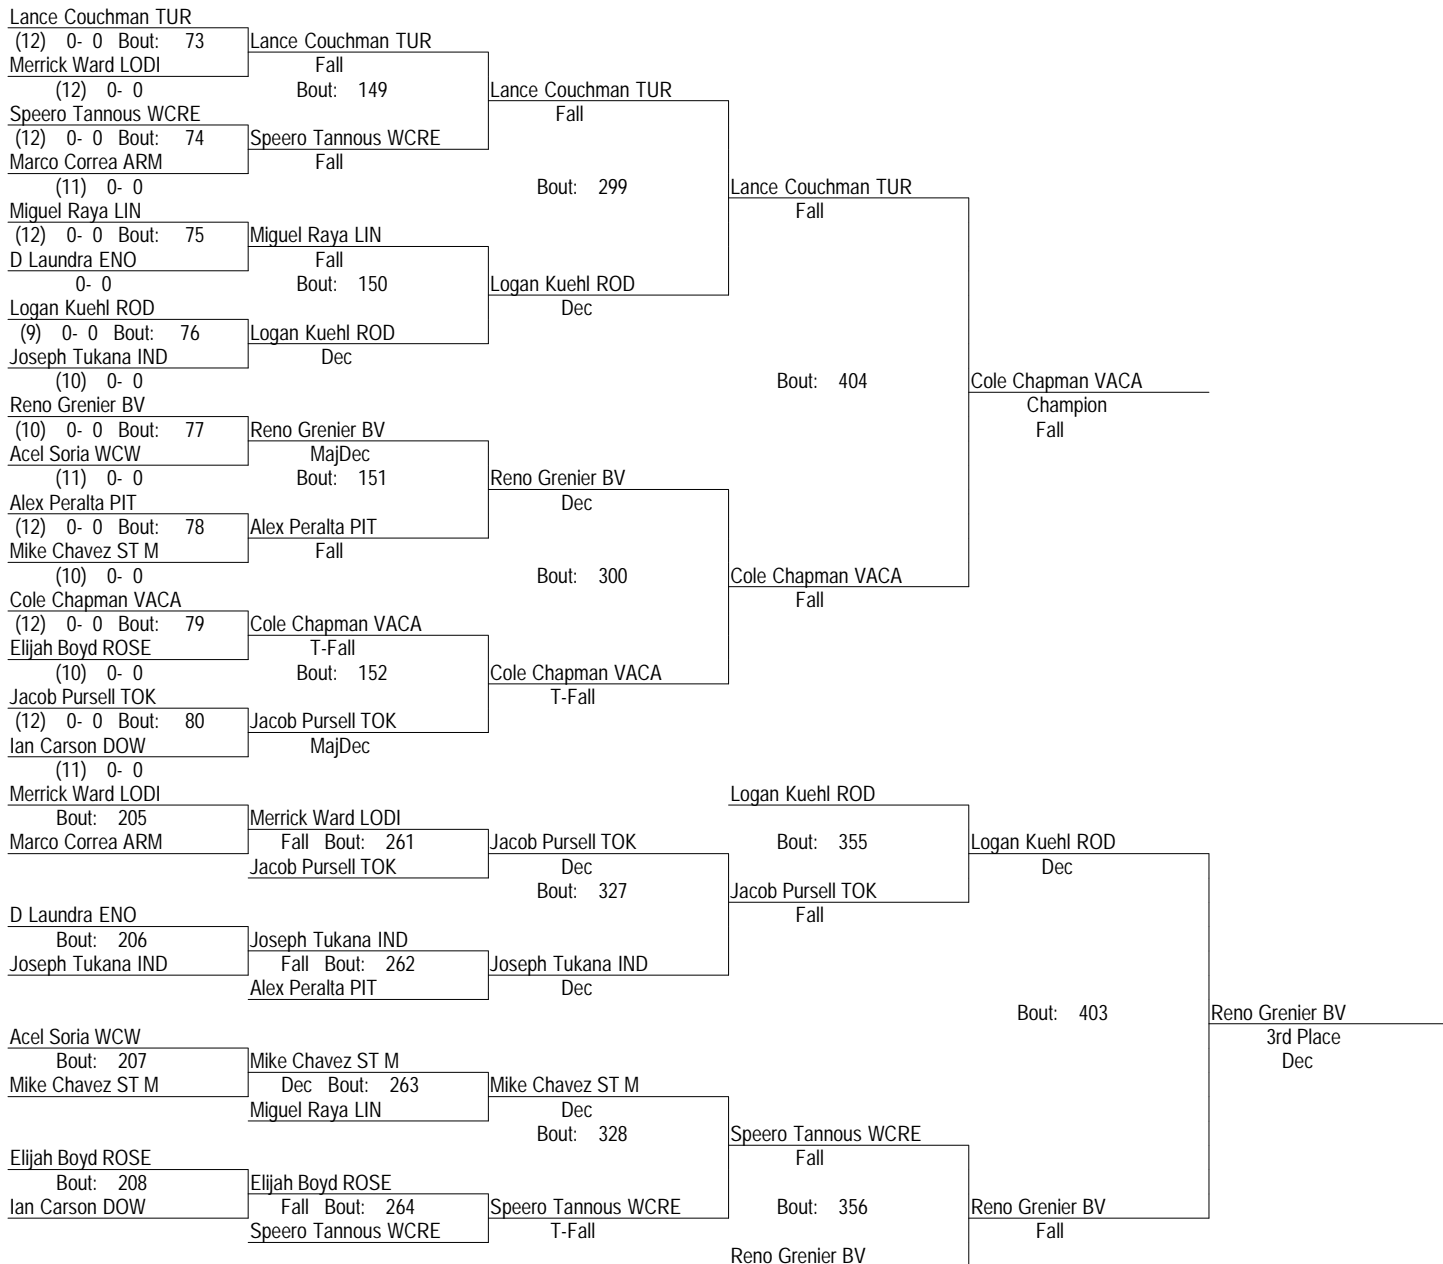 Lance Couchman TUR
(12) 0- 0 Bout: 73 Lance Couchman TUR
Merrick Ward LODI Fall
(12) 0- 0 Bout: 149 Lance Couchman TUR
Speero Tannous WCRE Fall
(12) 0- 0 Bout: 74 Speero Tannous WCRE
Marco Correa ARM Fall
(11) 0- 0 Bout: 299 Lance Couchman TUR
Miguel Raya LIN Fall
(12) 0- 0 Bout: 75 Miguel Raya LIN
D Laundra ENO Fall
0- 0 Bout: 150 Logan Kuehl ROD
Logan Kuehl ROD Dec
(9) 0- 0 Bout: 76 Logan Kuehl ROD
Joseph Tukana IND Dec
(10) 0- 0 Bout: 404 Cole Chapman VACA
Reno Grenier BV Champion
(10) 0- 0 Bout: 77 Reno Grenier BV Fall
Acel Soria WCW MajDec
(11) 0- 0 Bout: 151 Reno Grenier BV
Alex Peralta PIT Dec
(12) 0- 0 Bout: 78 Alex Peralta PIT
Mike Chavez ST M Fall
(10) 0- 0 Bout: 300 Cole Chapman VACA
Cole Chapman VACA Fall
(12) 0- 0 Bout: 79 Cole Chapman VACA
Elijah Boyd ROSE T-Fall
(10) 0- 0 Bout: 152 Cole Chapman VACA
Jacob Pursell TOK T-Fall
(12) 0- 0 Bout: 80 Jacob Pursell TOK
Ian Carson DOW MajDec
(11) 0- 0
Merrick Ward LODI Logan Kuehl ROD
Bout: 205 Merrick Ward LODI
Marco Correa ARM Fall Bout: 261 Jacob Pursell TOK Bout: 355 Logan Kuehl ROD
Jacob Pursell TOK Dec Dec
Bout: 327 Jacob Pursell TOK
D Laundra ENO Fall
Bout: 206 Joseph Tukana IND
Joseph Tukana IND Fall Bout: 262 Joseph Tukana IND
Alex Peralta PIT Dec
Bout: 403 Reno Grenier BV
Acel Soria WCW 3rd Place
Bout: 207 Mike Chavez ST M Dec
Mike Chavez ST M Dec Bout: 263 Mike Chavez ST M
Miguel Raya LIN Dec
Bout: 328 Speero Tannous WCRE
Elijah Boyd ROSE Fall
Bout: 208 Elijah Boyd ROSE
Ian Carson DOW Fall Bout: 264 Speero Tannous WCRE Bout: 356 Reno Grenier BV
Speero Tannous WCRE T-Fall Fall
Reno Grenier BV